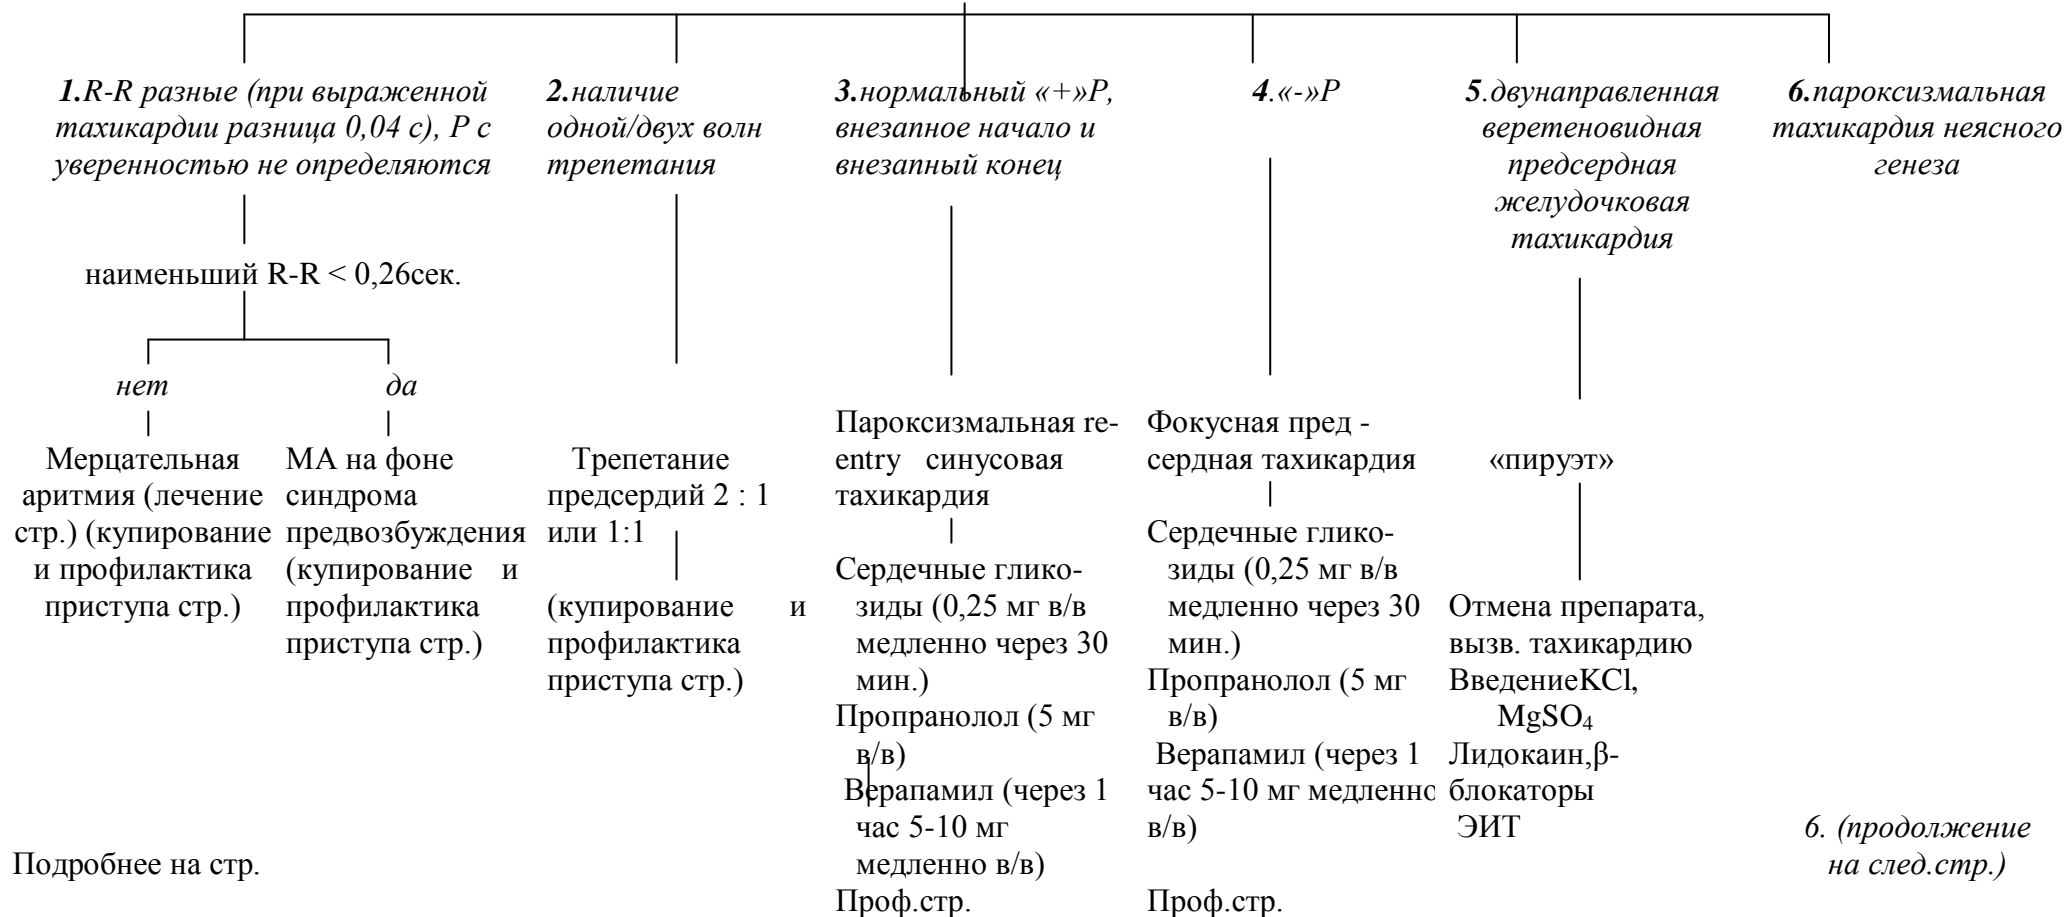 1.R-R разные (при выраженной
тахикардии разница 0,04 с), Р с
уверенностью не определяются
наименьший R-R < 0,26сек.
нет
да
Мерцательная
аритмия (лечение
стр.) (купирование
и профилактика
приступа стр.)
МА на фоне
синдрома
предвозбуждения
(купирование и
профилактика
приступа стр.)
2.наличие
одной/двух волн
трепетания
Трепетание
предсердий 2 : 1
или 1:1
(купирование и
профилактика
приступа стр.)
3.нормальный «+»Р,
внезапное начало и
внезапный конец
Пароксизмальная re-
entry синусовая
тахикардия
Сердечные глико-
зиды (0,25 мг в/в
медленно через 30
мин.)
Пропранолол (5 мг
в/в)
Верапамил (через 1
час 5-10 мг
медленно в/в)
Проф.стр.
4.«-»Р
Фокусная пред -
сердная тахикардия
Сердечные глико-
зиды (0,25 мг в/в
медленно через 30
мин.)
Пропранолол (5 мг
в/в)
Верапамил (через 1
час 5-10 мг медленно
в/в)
Проф.стр.
5.двунаправленная
веретеновидная
предсердная
желудочковая
тахикардия
«пируэт»
Отмена препарата,
вызв. тахикардию
ВведениеKCl,
MgSO₄
Лидокаин,β-
блокаторы
ЭИТ
6.пароксизмальная
тахикардия неясного
генеза
6. (продолжение
на след.стр.)
Подробнее на стр.